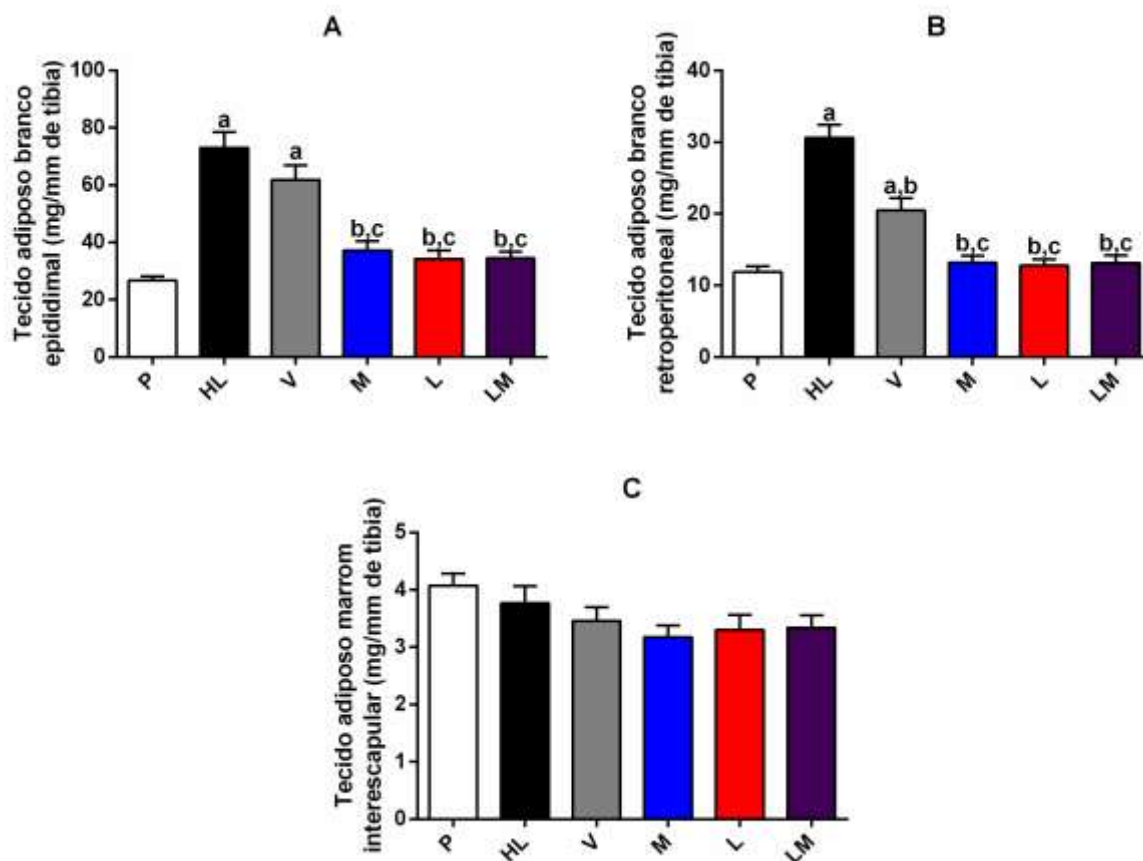 A
Tecido adiposo branco
epididimal (mg/mm de tíbia)
100
80
60
40
20
0
a
a
b,c
b,c
b,c
P
HL
V
M
L
LM
B
Tecido adiposo branco
retroperitoneal (mg/mm de tíbia)
40
30
20
10
0
a
a,b
b,c
b,c
b,c
P
HL
V
M
L
LM
C
Tecido adiposo marrom
interescapular (mg/mm de tíbia)
5
4
3
2
1
0
P
HL
V
M
L
LM